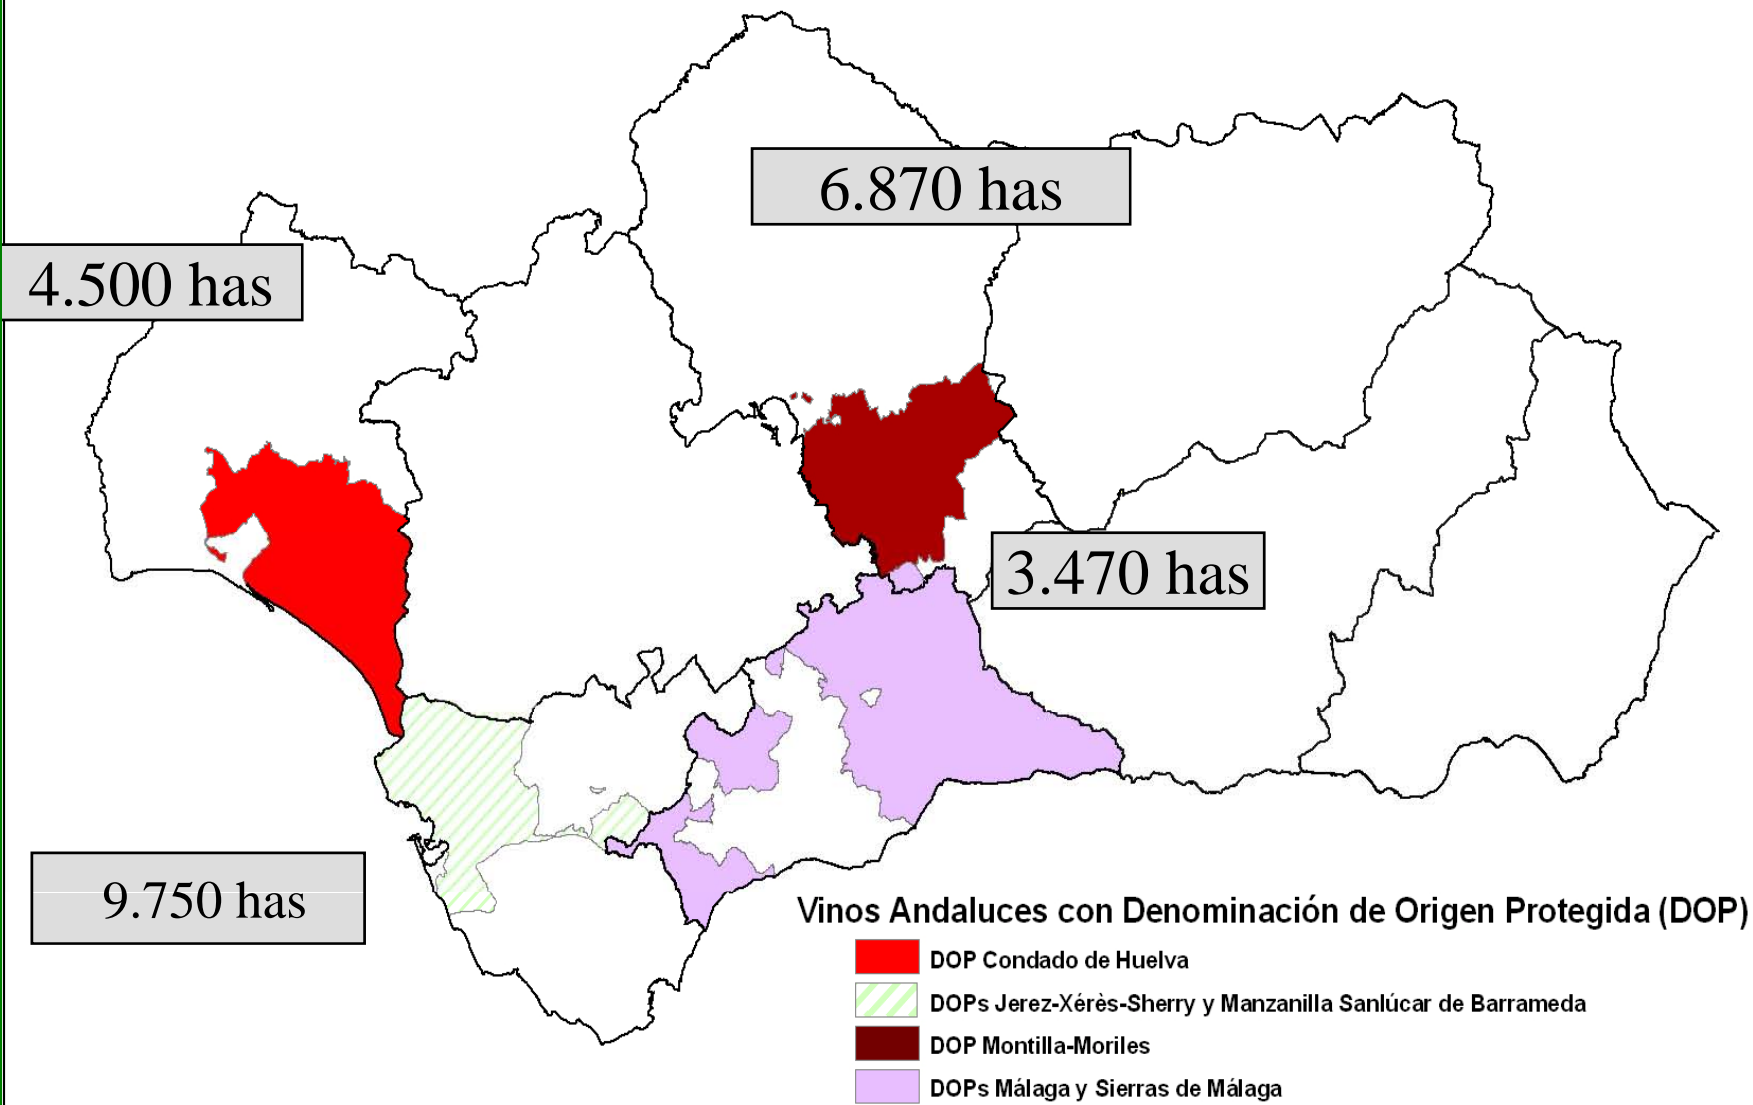 6.870 has
4.500 has
3.470 has
9.750 has
Vinos Andaluces con Denominación de Origen Protegida (DOP)
DOP Condado de Huelva
DOPs Jerez-Xérès-Sherry y Manzanilla Sanlúcar de Barrameda
DOP Montilla-Moriles
DOPs Málaga y Sierras de Málaga